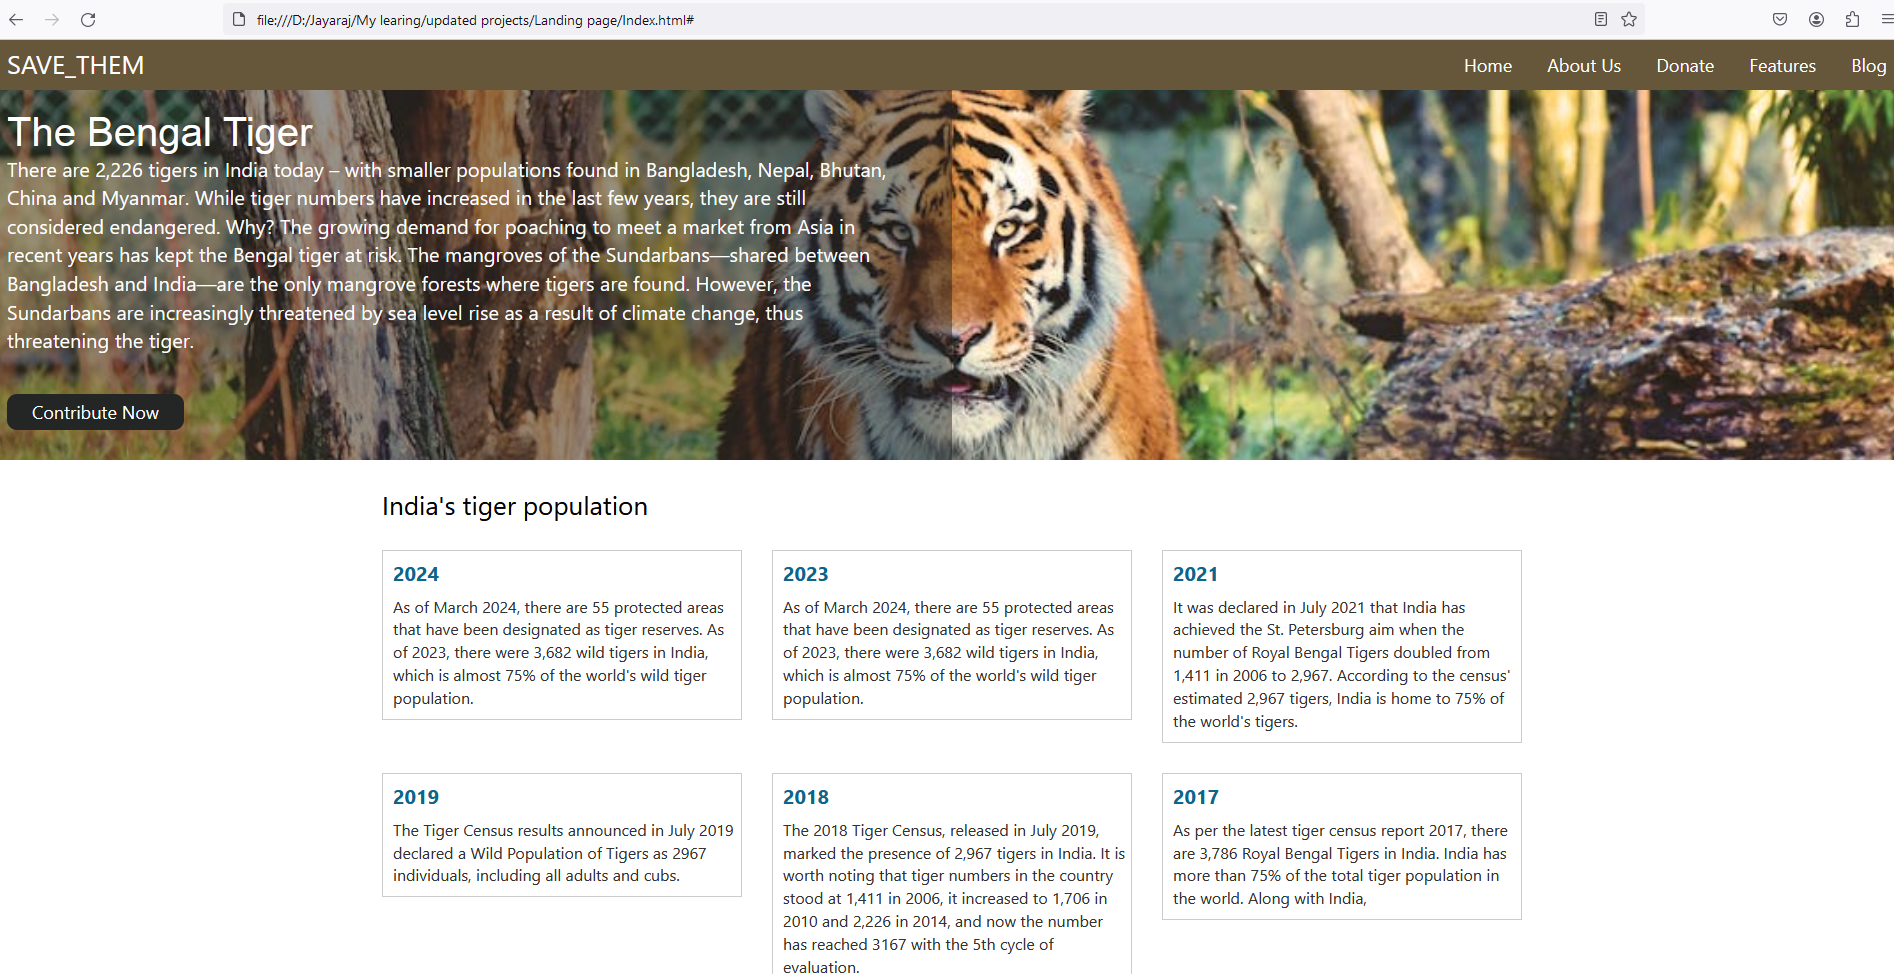 file:///D:/Jayaraj/My learing/updated projects/Landing page/Index.html#
SAVE_THEM
Home About Us Donate Features Blog
The Bengal Tiger
There are 2,226 tigers in India today – with smaller populations found in Bangladesh, Nepal, Bhutan,
China and Myanmar. While tiger numbers have increased in the last few years, they are still
considered endangered. Why? The growing demand for poaching to meet a market from Asia in
recent years has kept the Bengal tiger at risk. The mangroves of the Sundarbans—shared between
Bangladesh and India—are the only mangrove forests where tigers are found. However, the
Sundarbans are increasingly threatened by sea level rise as a result of climate change, thus
threatening the tiger.
Contribute Now
India's tiger population
2024
As of March 2024, there are 55 protected areas
that have been designated as tiger reserves. As
of 2023, there were 3,682 wild tigers in India,
which is almost 75% of the world's wild tiger
population.
2023
As of March 2024, there are 55 protected areas
that have been designated as tiger reserves. As
of 2023, there were 3,682 wild tigers in India,
which is almost 75% of the world's wild tiger
population.
2021
It was declared in July 2021 that India has
achieved the St. Petersburg aim when the
number of Royal Bengal Tigers doubled from
1,411 in 2006 to 2,967. According to the census'
estimated 2,967 tigers, India is home to 75% of
the world's tigers.
2019
The Tiger Census results announced in July 2019
declared a Wild Population of Tigers as 2967
individuals, including all adults and cubs.
2018
The 2018 Tiger Census, released in July 2019,
marked the presence of 2,967 tigers in India. It is
worth noting that tiger numbers in the country
stood at 1,411 in 2006, it increased to 1,706 in
2010 and 2,226 in 2014, and now the number
has reached 3167 with the 5th cycle of
evaluation.
2017
As per the latest tiger census report 2017, there
are 3,786 Royal Bengal Tigers in India. India has
more than 75% of the total tiger population in
the world. Along with India,